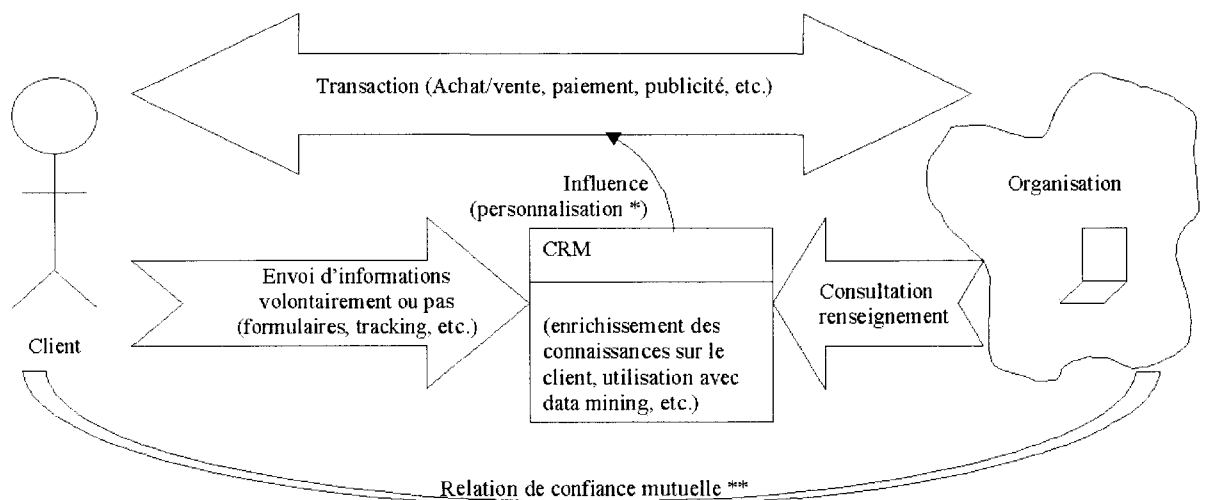 Transaction (Achat/vente, paiement, publicité, etc.)
Influence
(personnalisation *)
Organisation
CRM
Envoi d'informations
volontairement ou pas
(formulaires, tracking, etc.)
(enrichissement des
connaissances sur le
client, utilisation avec
data mining, etc.)
Consultation
renseignement
Client
Relation de confiance mutuelle **